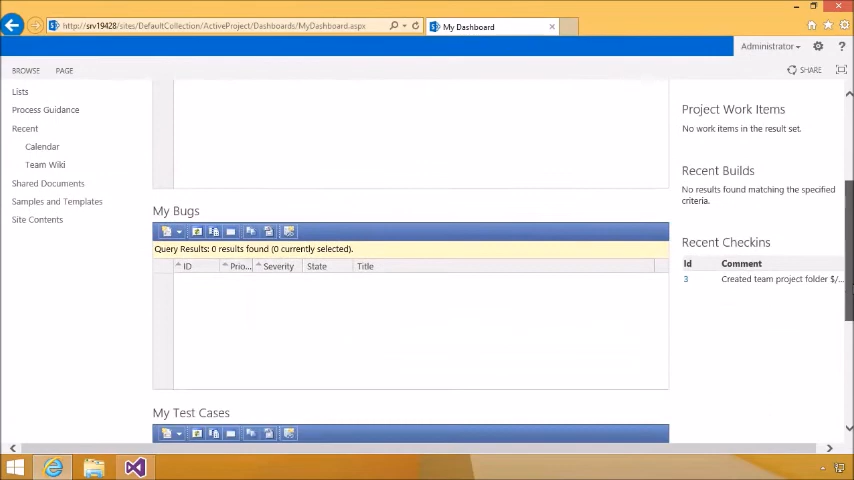 http://srv19428/sites/DefaultCollection/ActiveProject/Dashboards/MyDashboard.aspx
My Dashboard
Administrator
BROWSE PAGE
SHARE
Lists
Process Guidance
Recent
Calendar
Team Wiki
Shared Documents
Samples and Templates
Site Contents
My Bugs
Query Results: 0 results found (0 currently selected).
ID Prio... Severity State Title
My Test Cases
Project Work Items
No work items in the result set.
Recent Builds
No results found matching the specified
criteria.
Recent Checkins
Id Comment
3 Created team project folder $/...